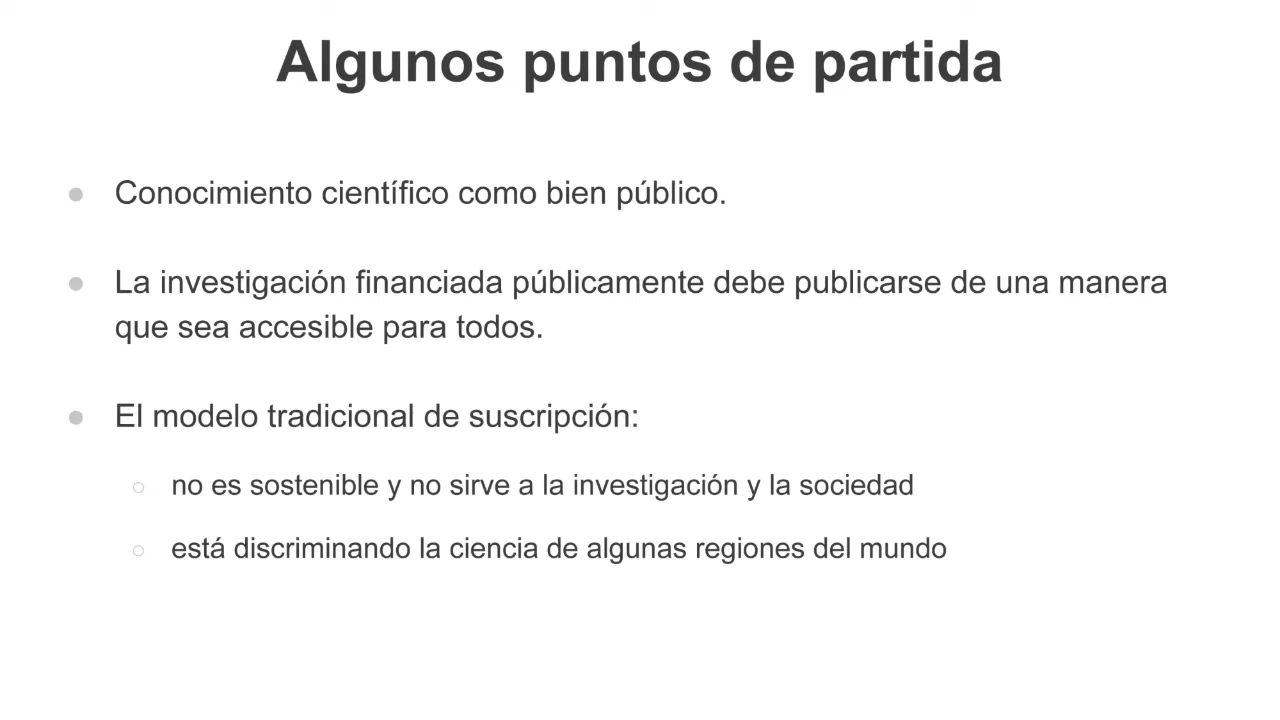 Algunos puntos de partida
Conocimiento científico como bien público.
La investigación financiada públicamente debe publicarse de una manera
que sea accesible para todos.
El modelo tradicional de suscripción:
no es sostenible y no sirve a la investigación y la sociedad
está discriminando la ciencia de algunas regiones del mundo